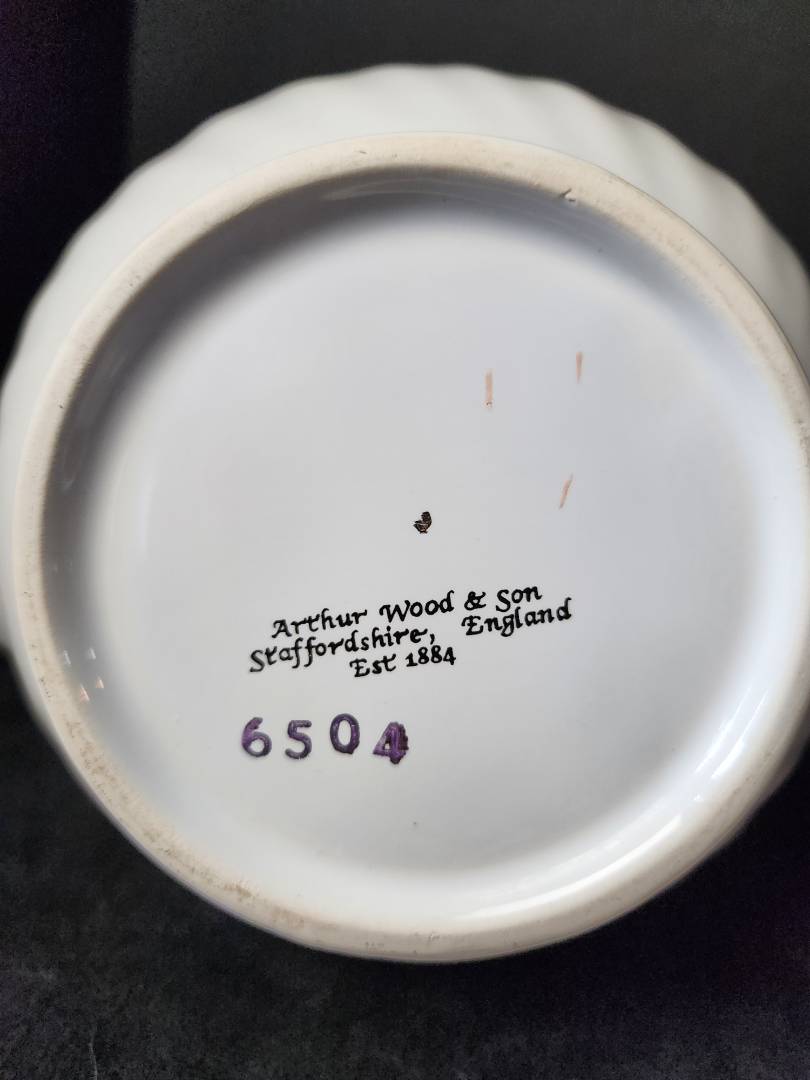 Arthur Wood & Son
Staffordshire, England
Est 1884
6504